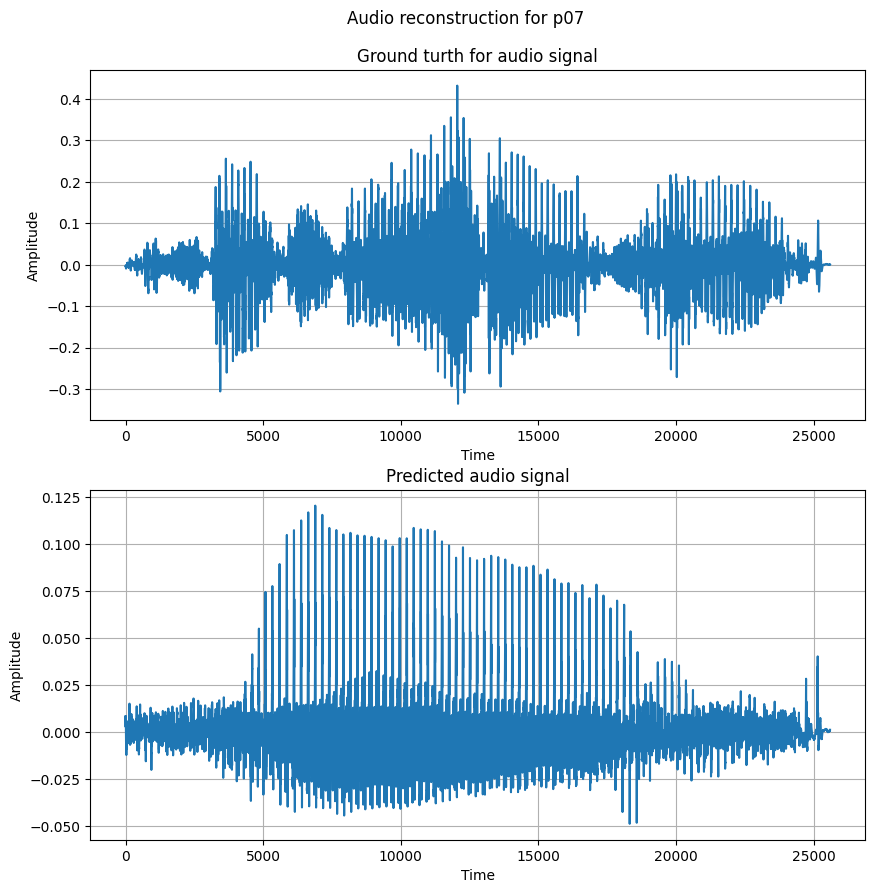 Audio reconstruction for p07
Ground turth for audio signal
0.4
0.3
0.2
0.1
0.0
−0.1
−0.2
−0.3
Amplitude
0 5000 10000 15000 20000 25000
Time
Predicted audio signal
0.125
0.100
0.075
0.050
0.025
0.000
−0.025
−0.050
Amplitude
0 5000 10000 15000 20000 25000
Time